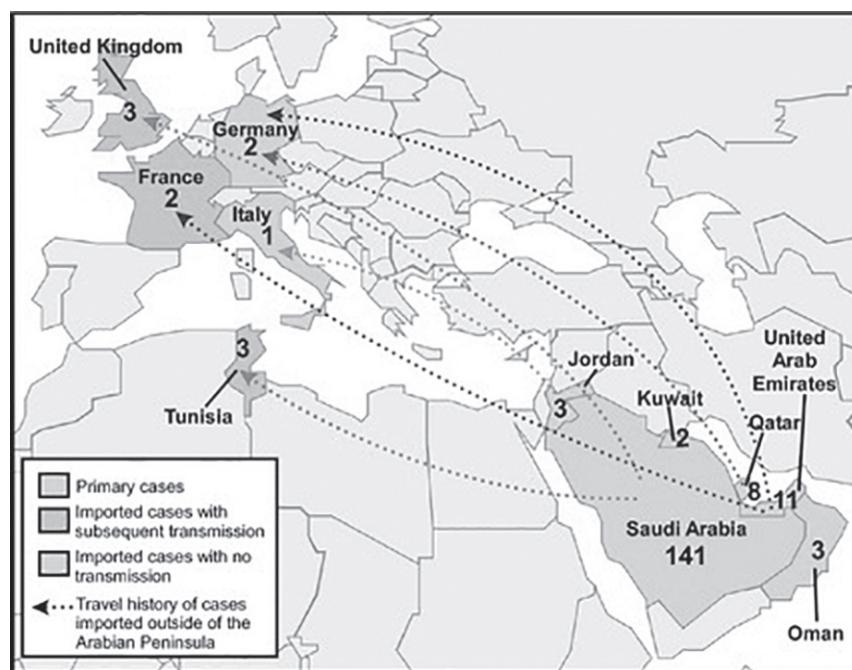 United Kingdom
3
Germany
2
France
2
Italy
1
3
Tunisia
Jordan
3
Kuwait
2
United
Arab
Emirates
Qatar
8
11
Saudi Arabia
141
3
Oman
Primary cases
Imported cases with
subsequent transmission
Imported cases with no
transmission
Travel history of cases
imported outside of the
Arabian Peninsula